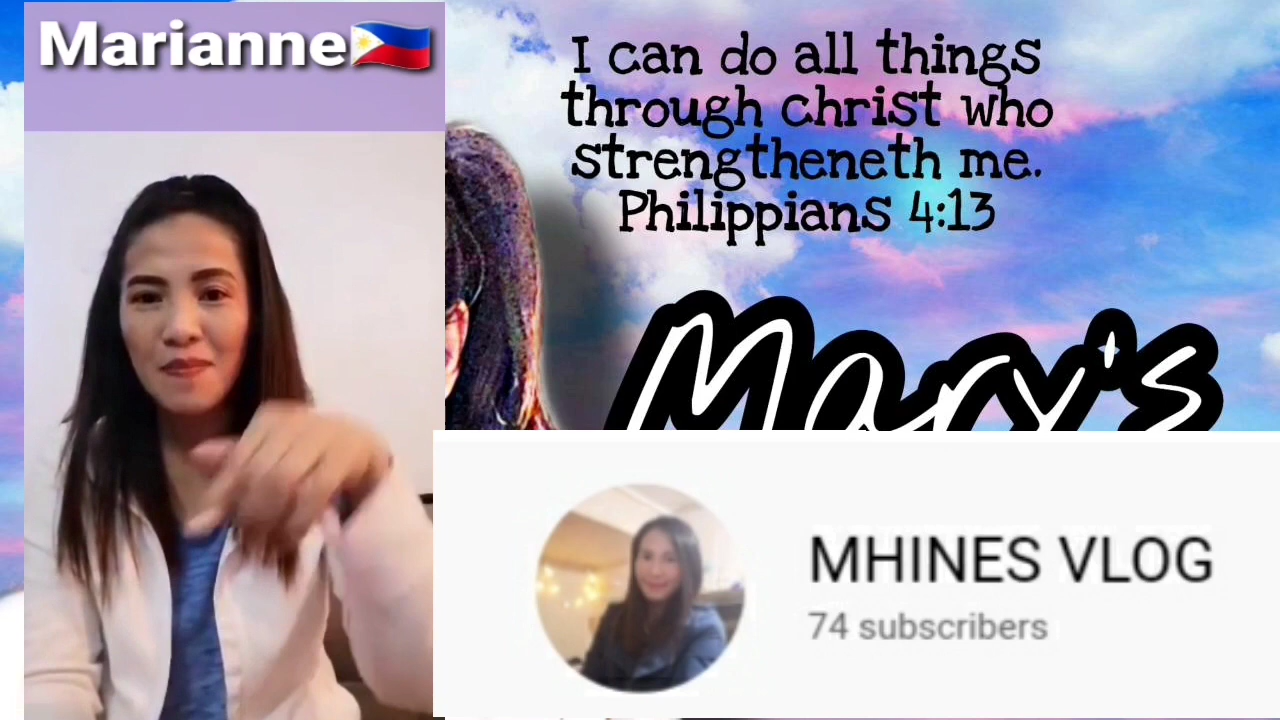 Marianne🇵🇭
I can do all things
through christ who
strengtheneth me.
Philippians 4:13
Mary's
MHINES VLOG
74 subscribers